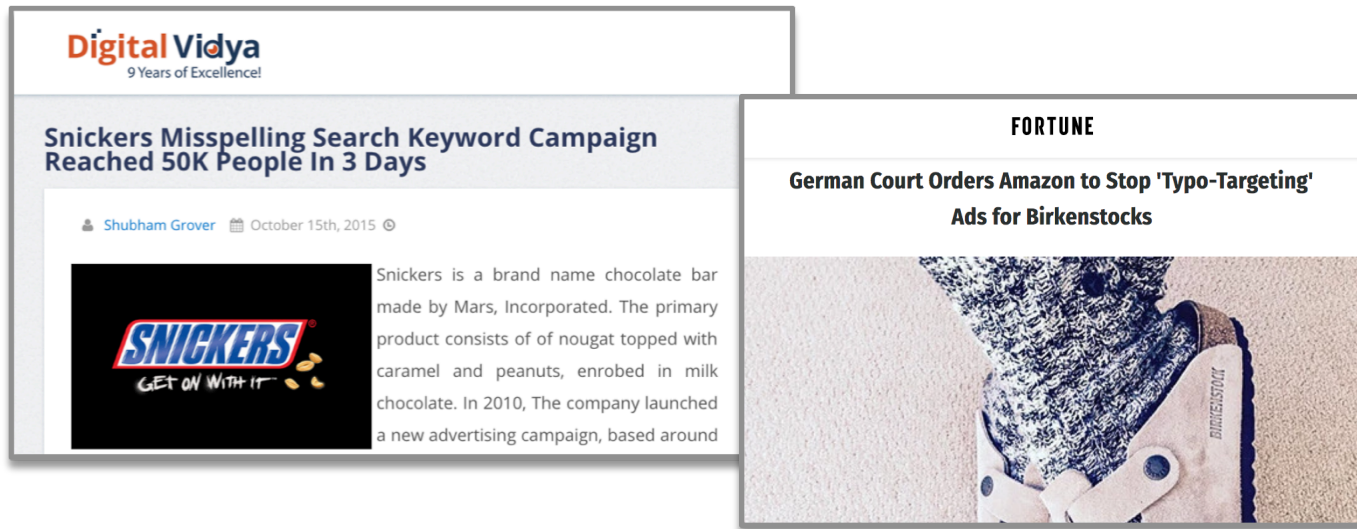 Digital Vidya
9 Years of Excellence!
Snickers Misspelling Search Keyword Campaign
Reached 50K People In 3 Days
Shubham Grover October 15th, 2015
SNICKERS®
GET ON WITH IT
Snickers is a brand name chocolate bar
made by Mars, Incorporated. The primary
product consists of of nougat topped with
caramel and peanuts, enrobed in milk
chocolate. In 2010, The company launched
a new advertising campaign, based around
FORTUNE
German Court Orders Amazon to Stop 'Typo-Targeting'
Ads for Birkenstocks
BIRKENSTOCK